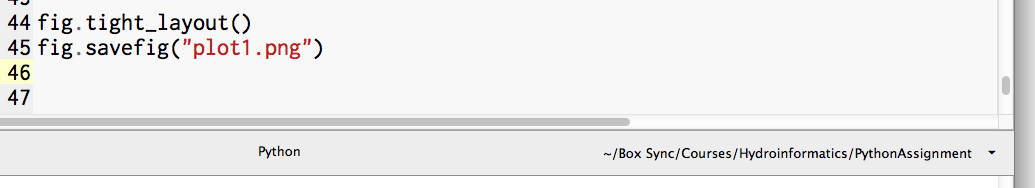 44 fig.tight_layout()
45 fig.savefig("plot1.png")
46
47
Python ~/Box Sync/Courses/Hydroinformatics/PythonAssignment